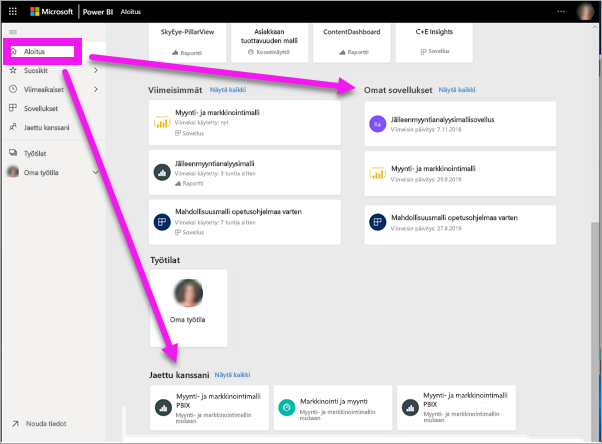 Microsoft
Power BI
Aloitus
Suosikit
Viimeaikaiset
Sovellukset
Jaettu kanssani
Työtilat
Oma työtila
Nouda tiedot
SkyEye-PillarView
Raportti
Asiakkaan
tuottavuuden malli
Koontinäyttö
ContentDashboard
Raportti
C+E Insights
Sovellus
Viimeisimmät
Näytä kaikki
Myynti- ja markkinointimalli
Viimeksi käytetty: nyt
Sovellus
Jälleenmyyntianalyysimalli
Viimeksi käytetty: 3 tuntia sitten
Raportti
Mahdollisuusmalli opetusohjelmaa varten
Viimeksi käytetty: 7 tuntia sitten
Sovellus
Omat sovellukset
Näytä kaikki
Ra
Jälleenmyyntianalyysimallisovellus
Viimeisin päivitys: 7.11.2018
Myynti- ja markkinointimalli
Viimeisin päivitys: 29.8.2019
Mahdollisuusmalli opetusohjelmaa varten
Viimeisin päivitys: 27.8.2019
Työtilat
Oma työtila
Jaettu kanssani
Näytä kaikki
Myynti- ja markkinointimalli
PBIX
Myynti- ja markkinointimallin
mukaan
Markkinointi ja myynti
Myynti- ja markkinointimallin
mukaan
Myynti- ja markkinointimalli
PBIX
Myynti- ja markkinointimallin
mukaan